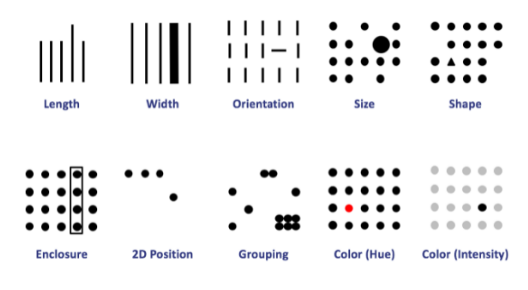 Length
Width
Orientation
Size
Shape
Enclosure
2D Position
Grouping
Color (Hue)
Color (Intensity)